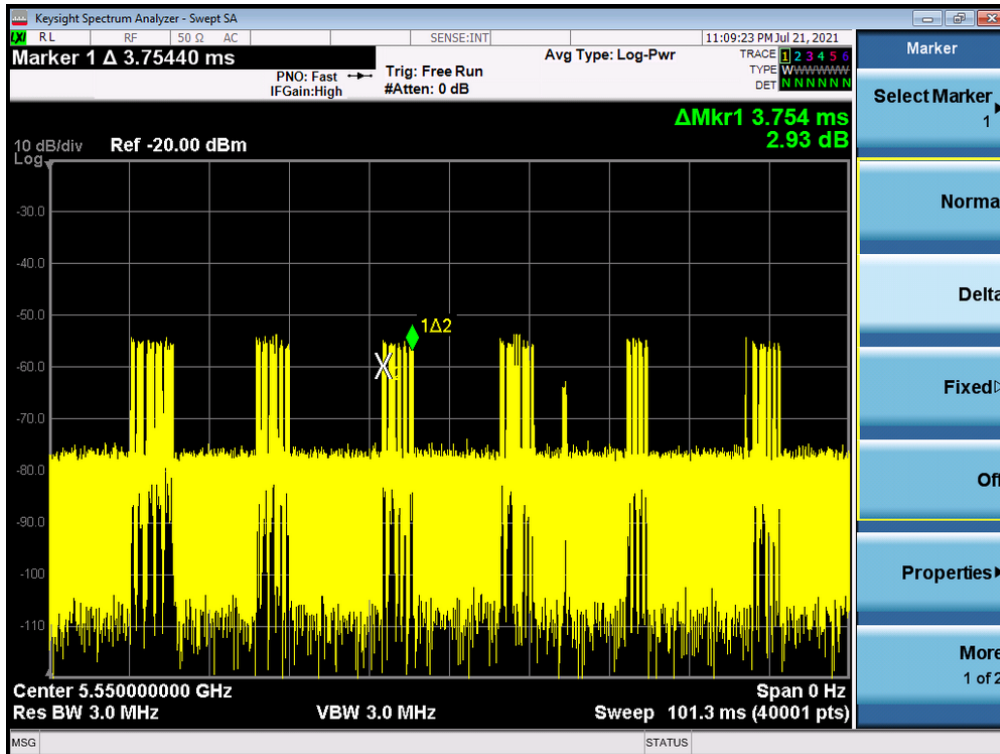 Keysight Spectrum Analyzer - Swept SA
LXI RL RF 50 Ω AC SENSE:INT 11:09:23 PM Jul 21, 2021
Marker 1 Δ 3.75440 ms
PNO: Fast
IFGain:High
Trig: Free Run
#Atten: 0 dB
Avg Type: Log-Pwr
TRACE 1 2 3 4 5 6
TYPE WWWWWW
DET N N N N N N
ΔMkr1 3.754 ms
2.93 dB
10 dB/div
Log
Ref -20.00 dBm
-30.0
-40.0
-50.0
-60.0
-70.0
-80.0
-90.0
-100
-110
1Δ2
X
Center 5.550000000 GHz
Span 0 Hz
Res BW 3.0 MHz
VBW 3.0 MHz
Sweep 101.3 ms (40001 pts)
MSG
STATUS
Marker
Select Marker
1
Norma
Delta
Fixed
Off
Properties
More
1 of 2